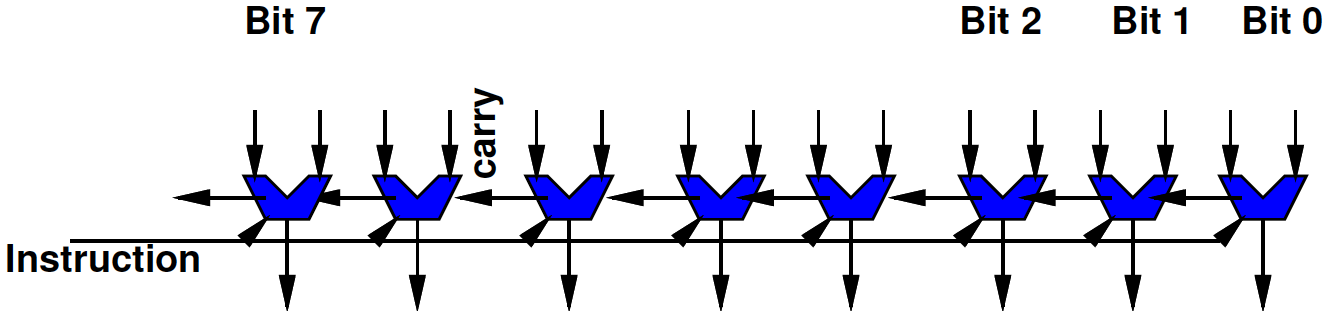 Bit 7
Bit 2
Bit 1
Bit 0
carry
Instruction